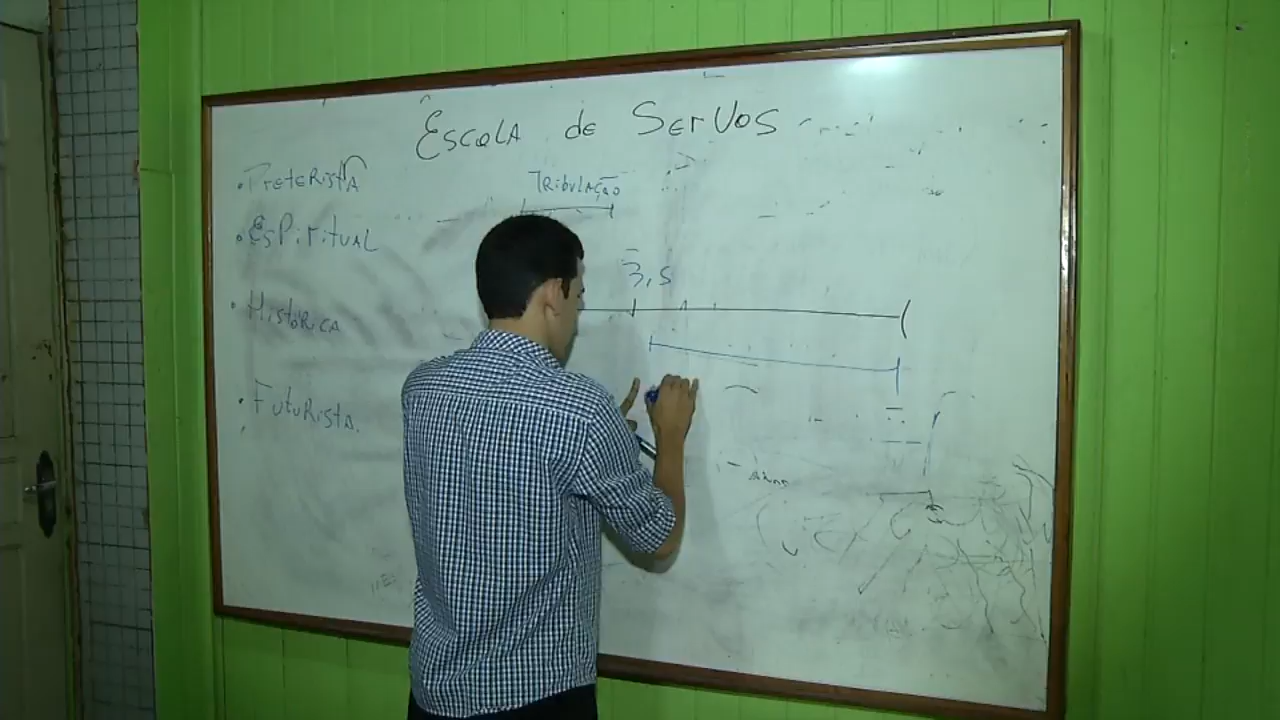 Escola de Servos
• Preterista
Tribulação
• Espiritual
3,5
• Histórica
• Futurista.